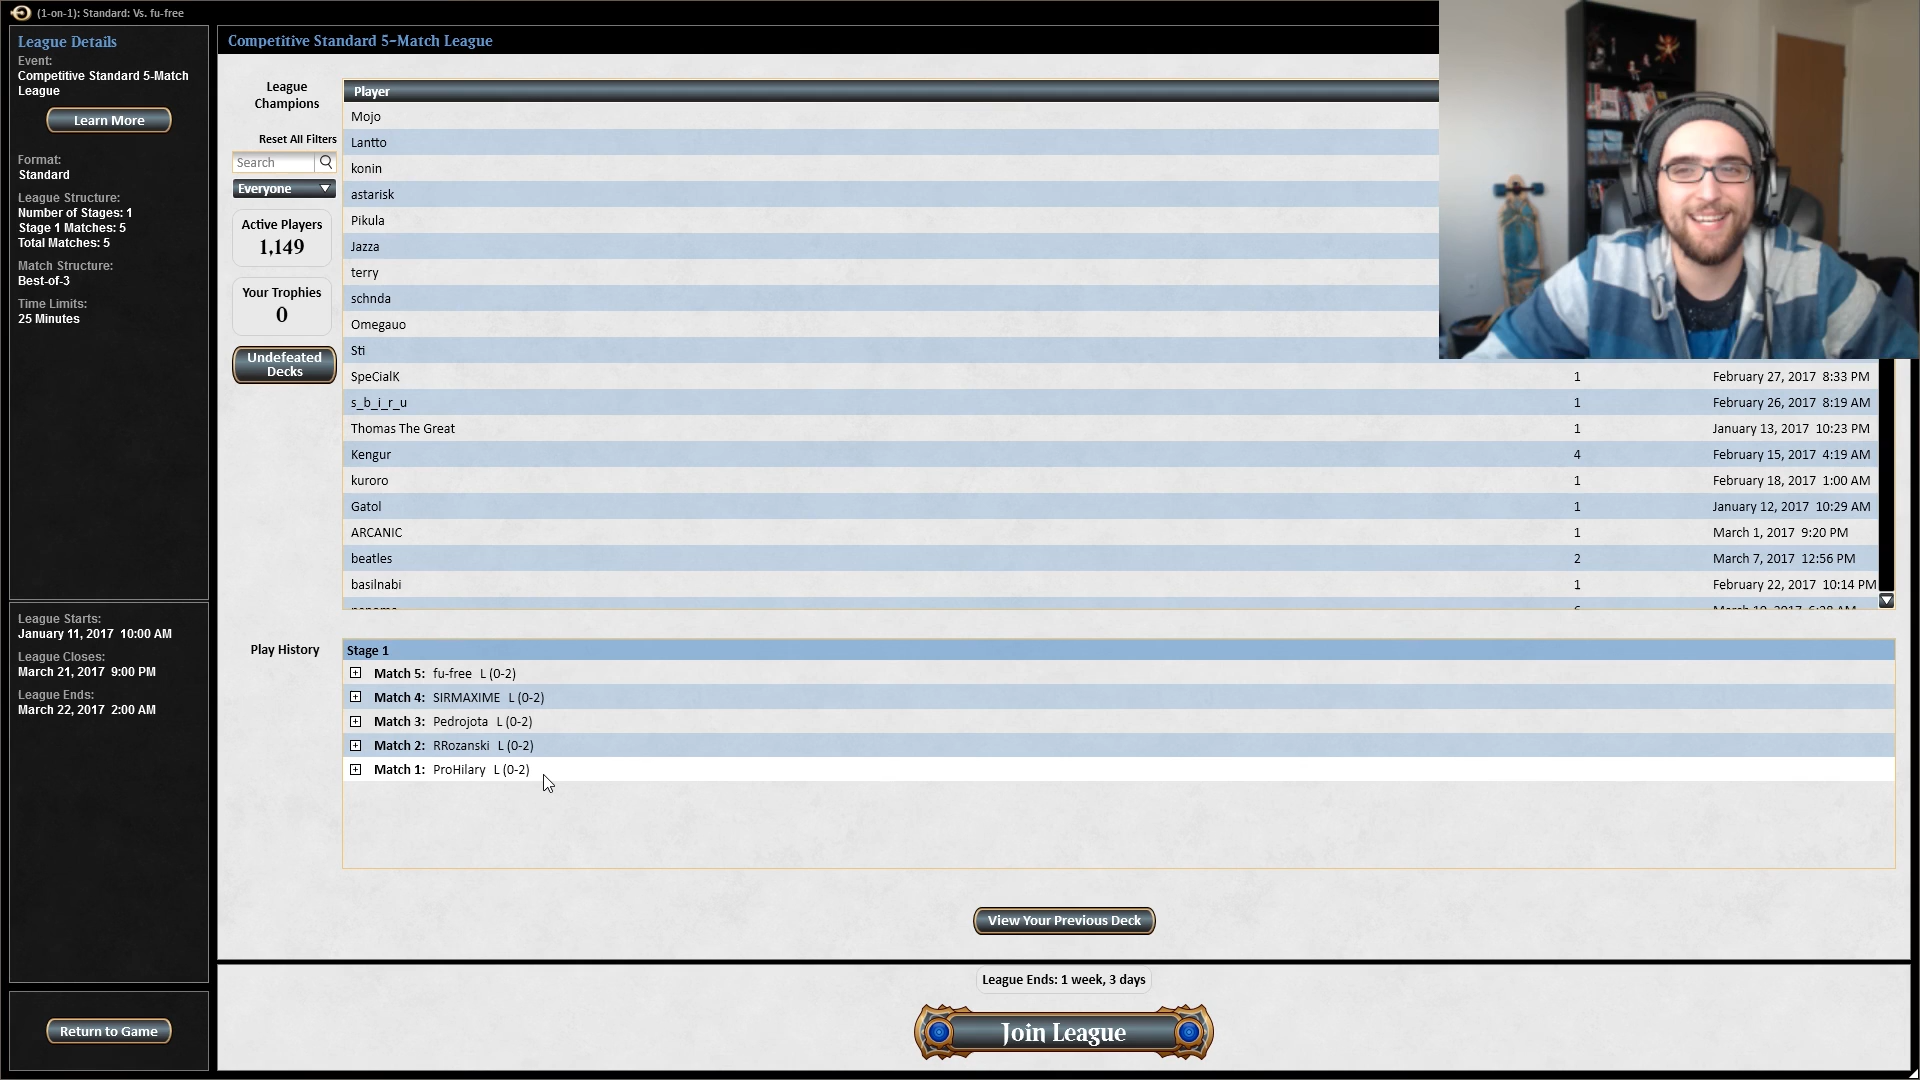 (1-on-1): Standard: Vs. fu-free
League Details
Event:
Competitive Standard 5-Match
League
Learn More
Format:
Standard
League Structure:
Number of Stages: 1
Stage 1 Matches: 5
Total Matches: 5
Match Structure:
Best-of-3
Time Limits:
25 Minutes
League Starts:
January 11, 2017 10:00 AM
League Closes:
March 21, 2017 9:00 PM
League Ends:
March 22, 2017 2:00 AM
Return to Game
Competitive Standard 5-Match League
League
Champions
Reset All Filters
Search
Everyone
Active Players
1,149
Your Trophies
0
Undefeated
Decks
Player
Mojo
Lantto
konin
astarisk
Pikula
Jazza
terry
schnda
Omegauo
Sti
SpeCialK 1 February 27, 2017 8:33 PM
s_b_i_r_u 1 February 26, 2017 8:19 AM
Thomas The Great 1 January 13, 2017 10:23 PM
Kengur 4 February 15, 2017 4:19 AM
kuroro 1 February 18, 2017 1:00 AM
Gatol 1 January 12, 2017 10:29 AM
ARCANIC 1 March 1, 2017 9:20 PM
beatles 2 March 7, 2017 12:56 PM
basilnabi 1 February 22, 2017 10:14 PM
Play History
Stage 1
Match 5: fu-free L (0-2)
Match 4: SIRMAXIME L (0-2)
Match 3: Pedrojota L (0-2)
Match 2: RRozanski L (0-2)
Match 1: ProHilary L (0-2)
View Your Previous Deck
League Ends: 1 week, 3 days
Join League